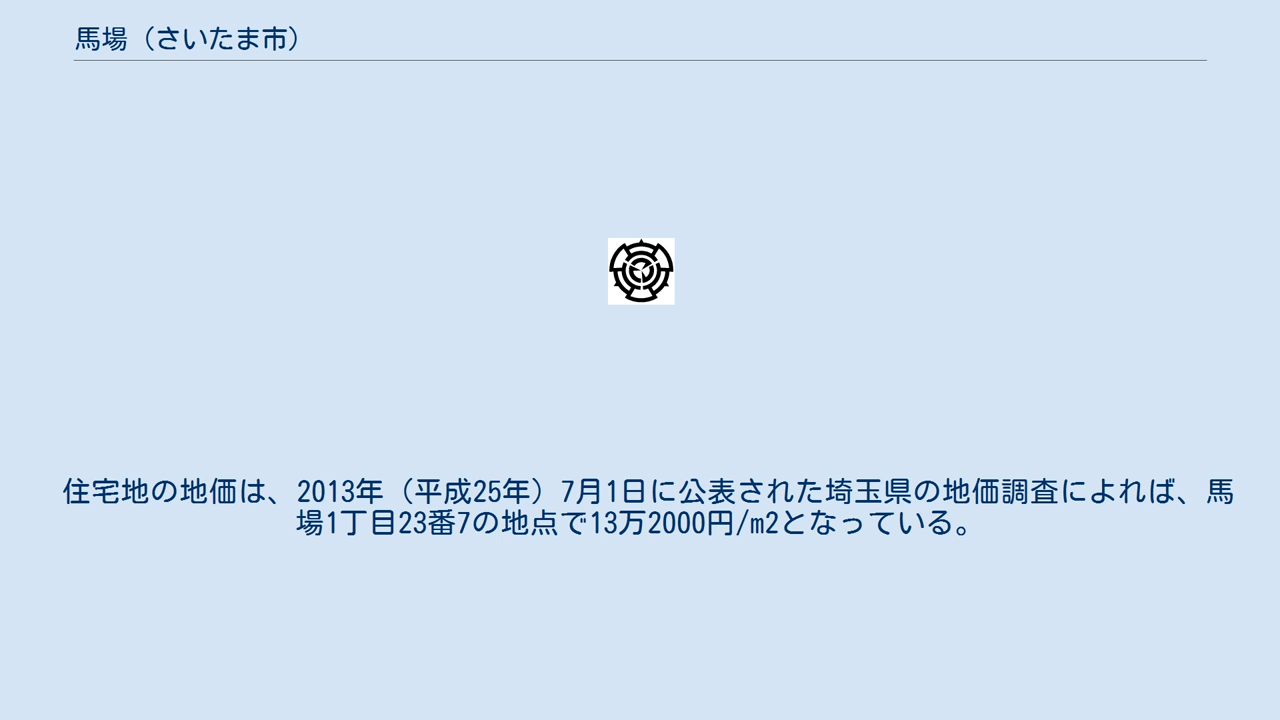 馬場（さいたま市）
住宅地の地価は、2013年（平成25年）7月1日に公表された埼玉県の地価調査によれば、馬
場1丁目23番7の地点で13万2000円/m2となっている。